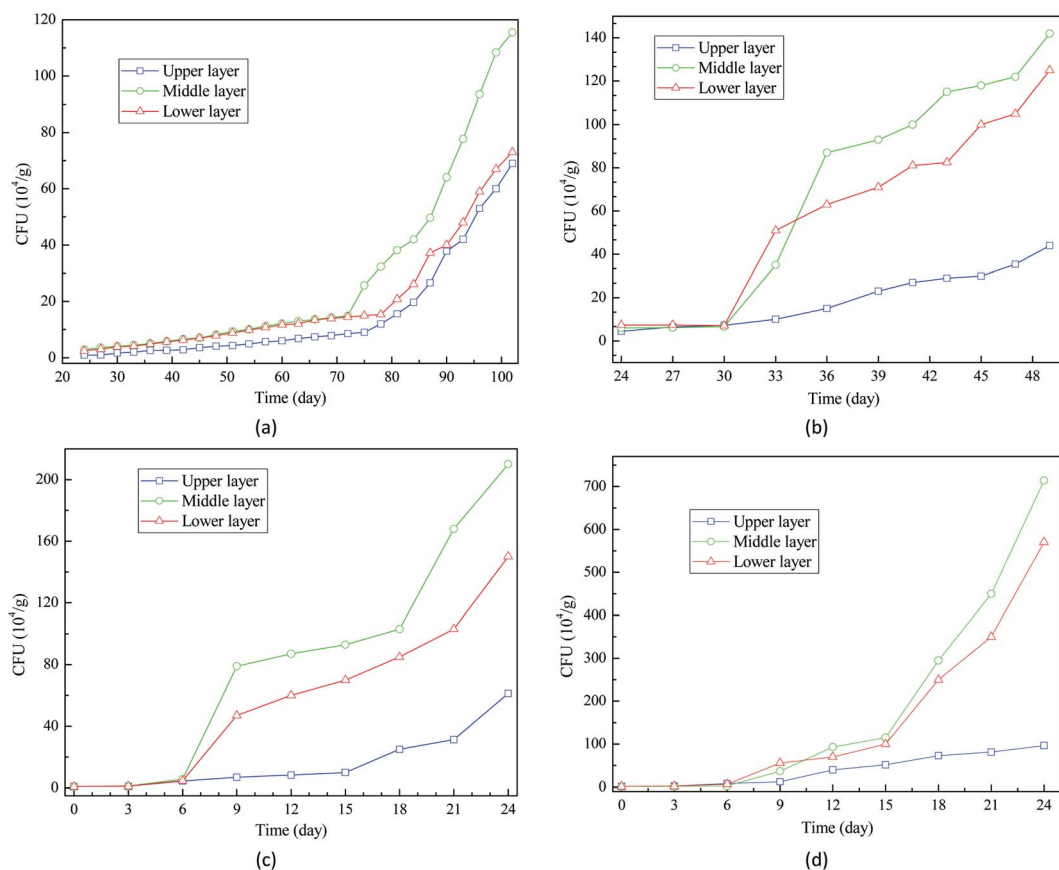 120
100
80
60
40
20
0
CFU (10⁴/g)
Upper layer
Middle layer
Lower layer
20 30 40 50 60 70 80 90 100
Time (day)
(a)
140
120
100
80
60
40
20
0
CFU (10⁴/g)
Upper layer
Middle layer
Lower layer
24 27 30 33 36 39 42 45 48
Time (day)
(b)
200
160
120
80
40
0
CFU (10⁴/g)
Upper layer
Middle layer
Lower layer
0 3 6 9 12 15 18 21 24
Time (day)
(c)
700
600
500
400
300
200
100
0
CFU (10⁴/g)
Upper layer
Middle layer
Lower layer
0 3 6 9 12 15 18 21 24
Time (day)
(d)